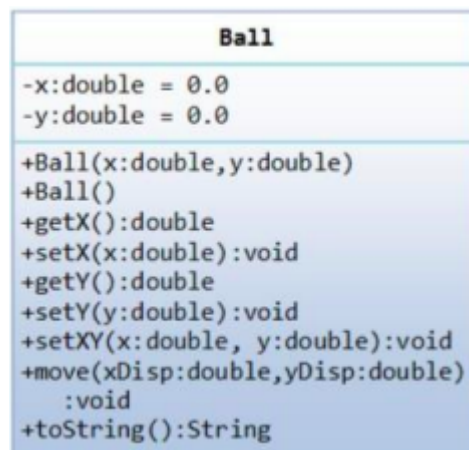 Ball
-x:double = 0.0
-y:double = 0.0
+Ball(x:double,y:double)
+Ball()
+getX():double
+setX(x:double):void
+getY():double
+setY(y:double):void
+setXY(x:double, y:double):void
+move(xDisp:double,yDisp:double)
:void
+toString():String